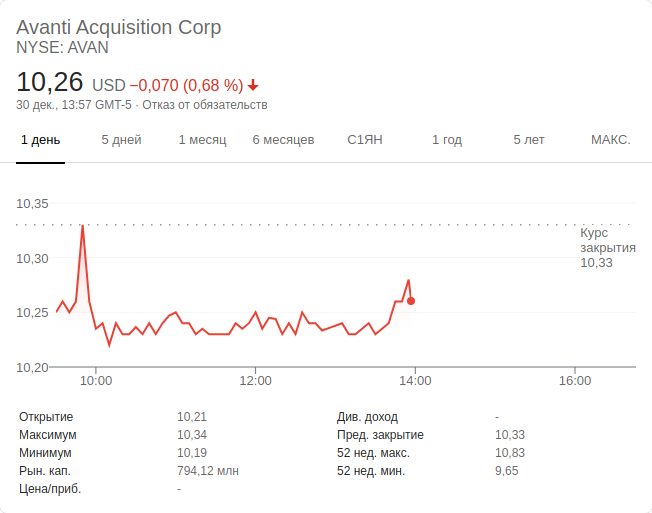 Avanti Acquisition Corp
NYSE: AVAN
10,26 USD −0,070 (0,68 %)
30 дек., 13:57 GMT-5 · Отказ от обязательств
1 день 5 дней 1 месяц 6 месяцев С1ЯН 1 год 5 лет МАКС.
10,35
Курс
закрытия
10,33
10,30
10,25
10,20
10:00 12:00 14:00 16:00
Открытие 10,21 Див. доход -
Максимум 10,34 Пред. закрытие 10,33
Минимум 10,19 52 нед. макс. 10,83
Рын. кап. 794,12 млн 52 нед. мин. 9,65
Цена/приб. -